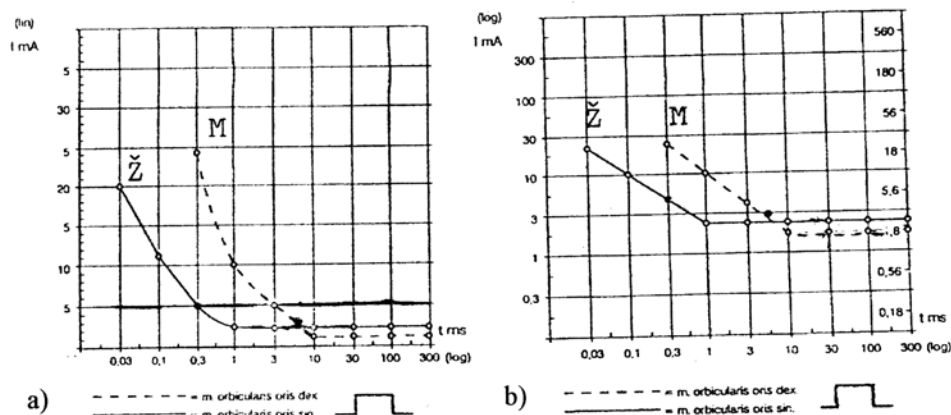 (lin)
I mA
5
30
5
20
5
10
5
M
Ž
t ms
0,03 0,1 0,3 1 3 10 30 100 300 (log)
a)
= m. orbicularis oris dex
= m. orbicularis oris sin
(log)
I mA
300
100
30
10
3
1
0,3
560
180
56
18
5,6
0,56
0,18
Ž
M
t ms
0,03 0,1 0,3 1 3 10 30 100 300 (log)
b)
= m. orbicularis oris dex
= m. orbicularis oris sin.